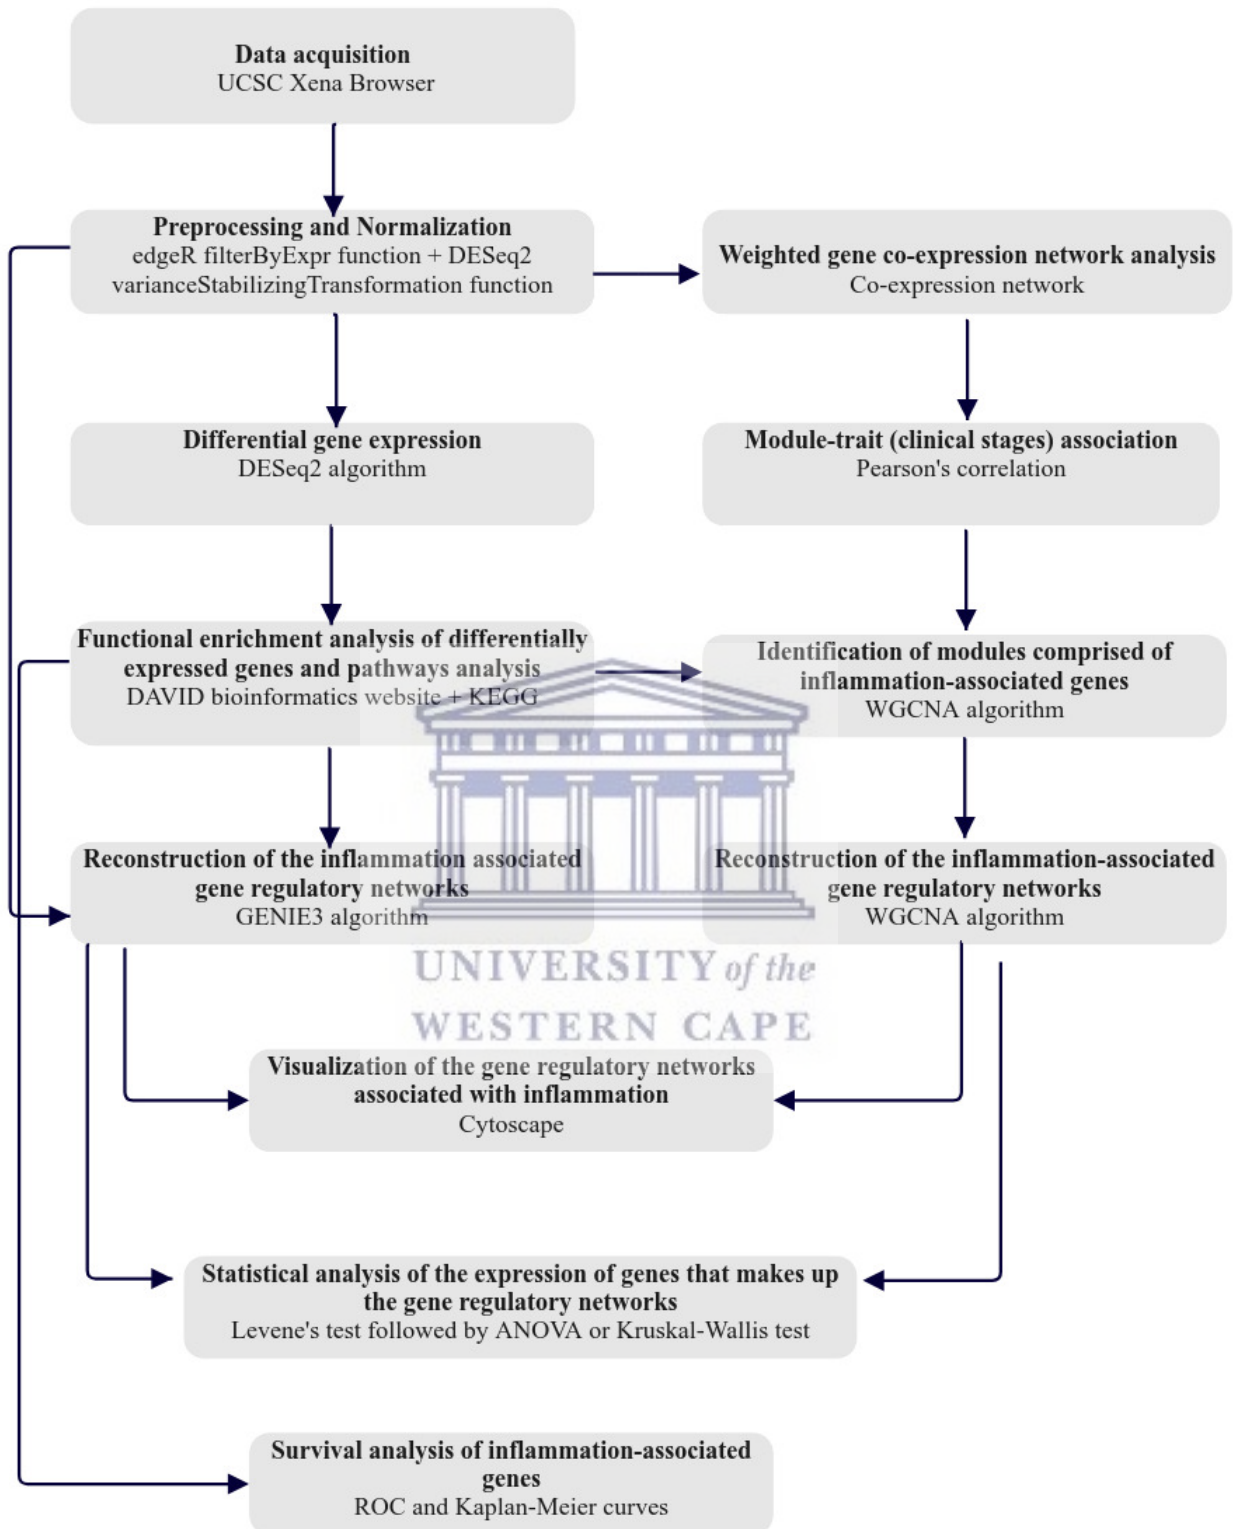 Data acquisition
UCSC Xena Browser
Preprocessing and Normalization
edgeR filterByExpr function + DESeq2
varianceStabilizingTransformation function
Weighted gene co-expression network analysis
Co-expression network
Differential gene expression
DESeq2 algorithm
Module-trait (clinical stages) association
Pearson's correlation
Functional enrichment analysis of differentially
expressed genes and pathways analysis
DAVID bioinformatics website + KEGG
Identification of modules comprised of
inflammation-associated genes
WGCNA algorithm
Reconstruction of the inflammation associated
gene regulatory networks
GENIE3 algorithm
Reconstruction of the inflammation-associated
gene regulatory networks
WGCNA algorithm
UNIVERSITY of the
WESTERN CAPE
Visualization of the gene regulatory networks
associated with inflammation
Cytoscape
Statistical analysis of the expression of genes that makes up
the gene regulatory networks
Levene's test followed by ANOVA or Kruskal-Wallis test
Survival analysis of inflammation-associated
genes
ROC and Kaplan-Meier curves